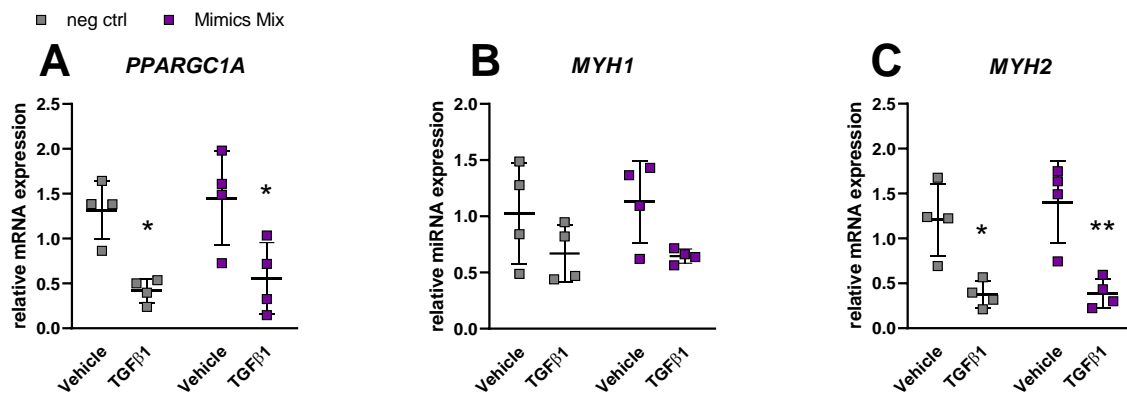 neg ctrl Mimics Mix
A PPARGC1A
relative mRNA expression
2.5
2.0
1.5
1.0
0.5
0.0
*
*
Vehicle TGFβ1 Vehicle TGFβ1
B MYH1
relative miRNA expression
2.0
1.5
1.0
0.5
0.0
Vehicle TGFβ1 Vehicle TGFβ1
C MYH2
relative mRNA expression
2.5
2.0
1.5
1.0
0.5
0.0
*
**
Vehicle TGFβ1 Vehicle TGFβ1